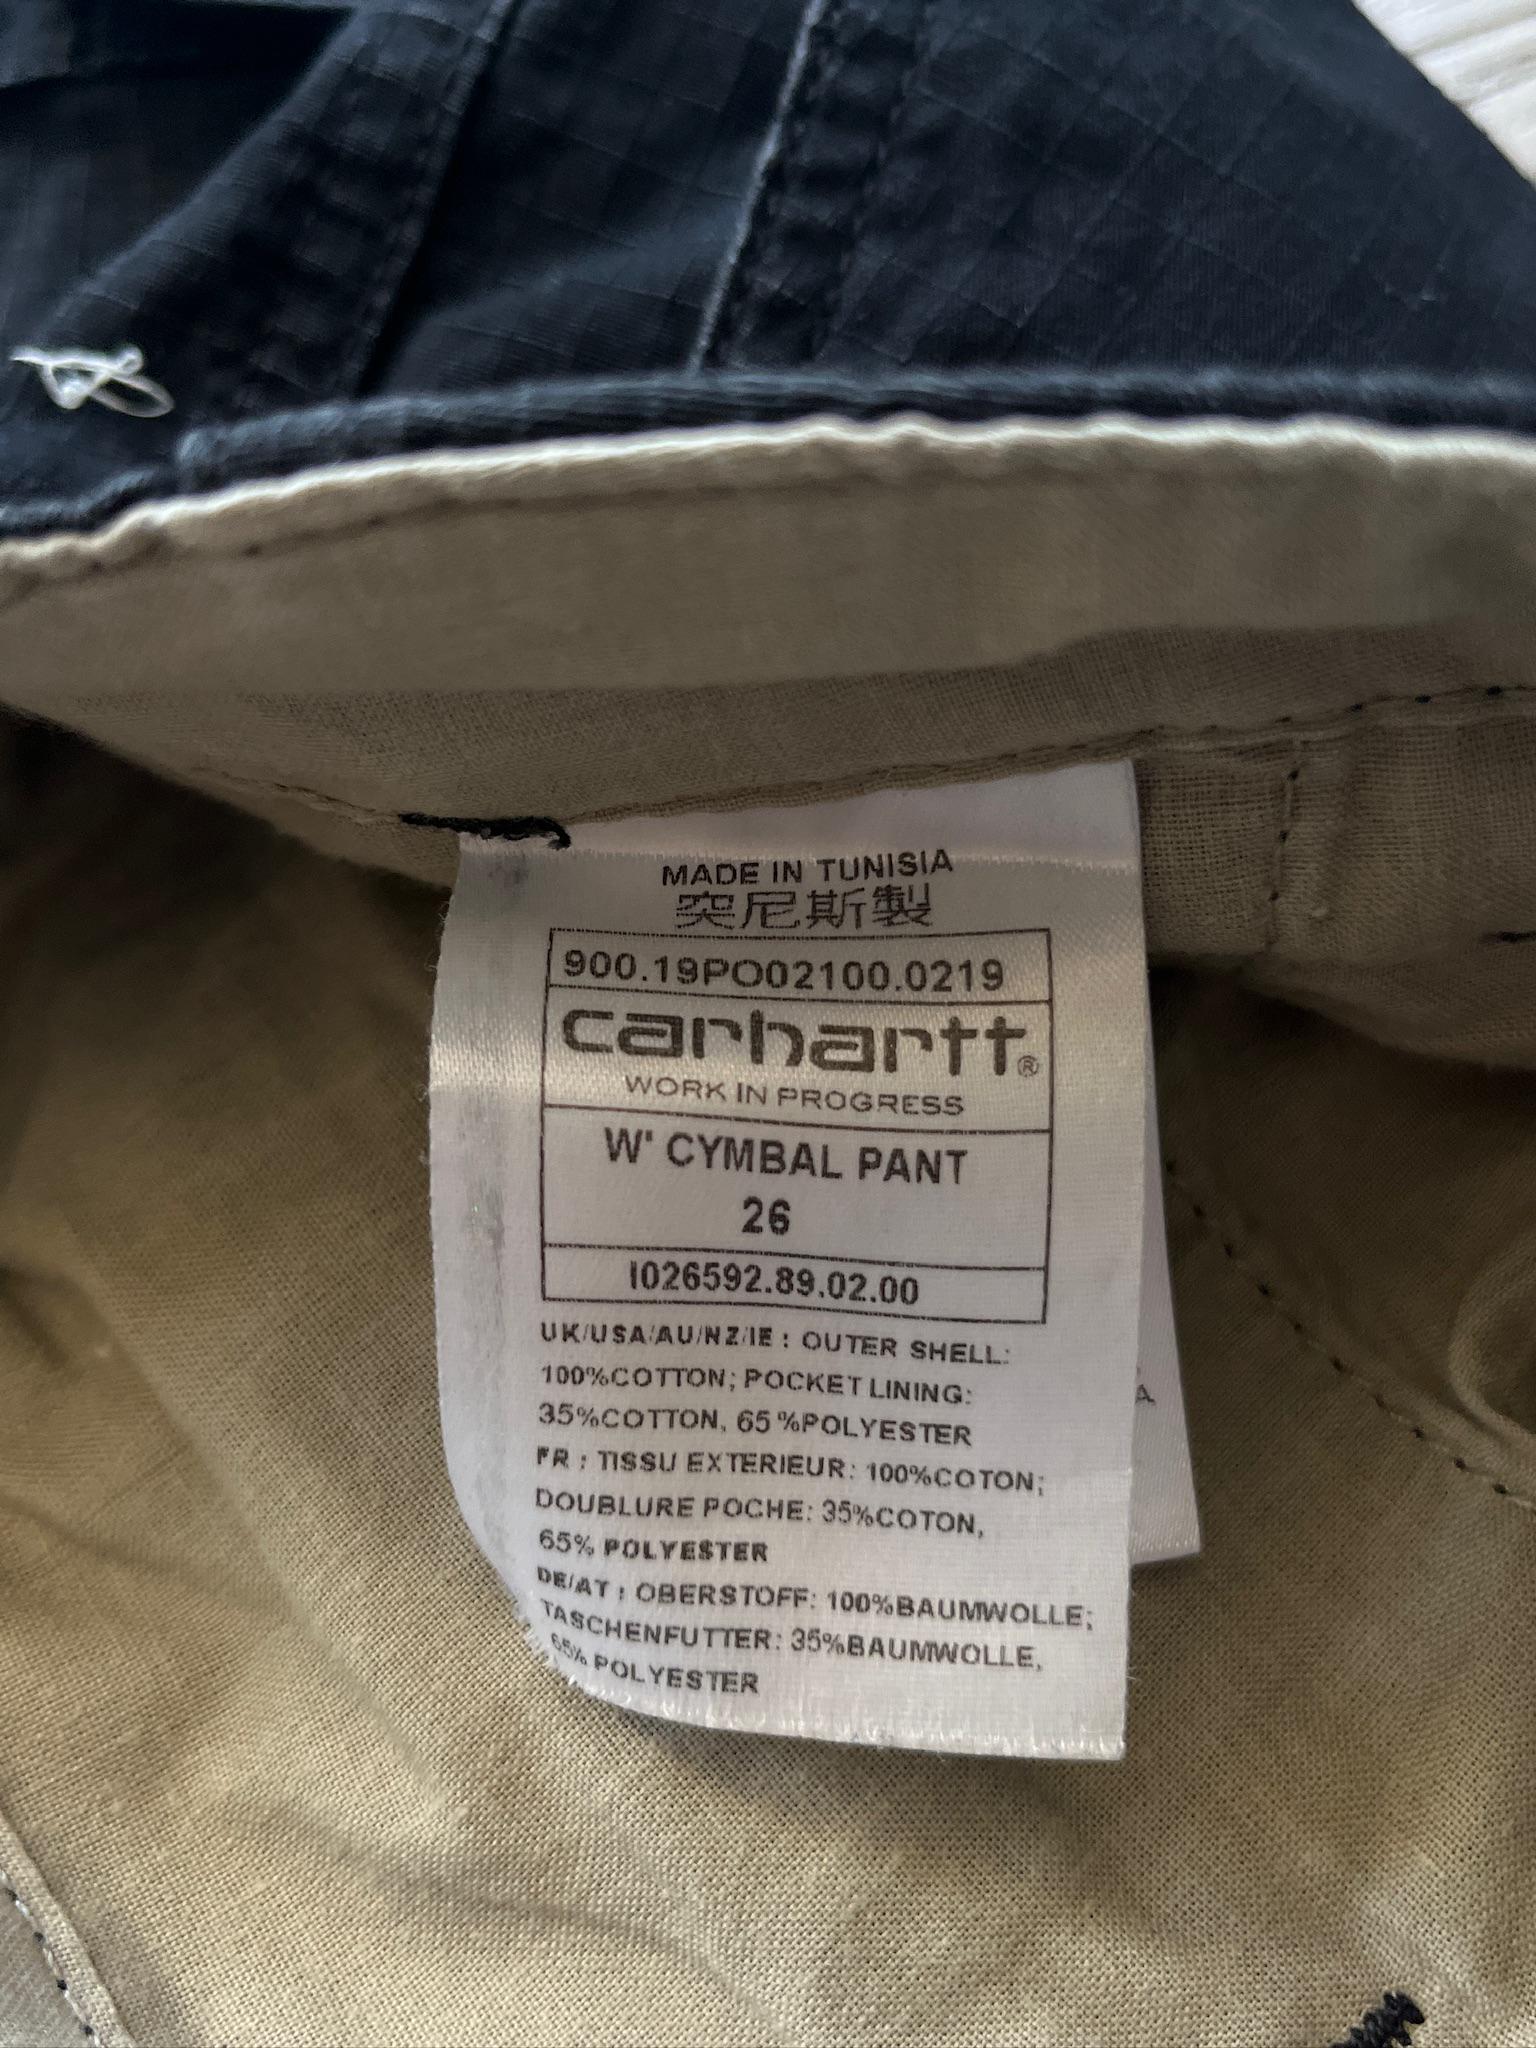 MADE IN TUNISIA
突尼斯製
900.19PO02100.0219
carhartt®
WORK IN PROGRESS
W' CYMBAL PANT
26
I026592.89.02.00
UK/USA/AU/NZ/IE : OUTER SHELL:
100%COTTON; POCKET LINING:
35%COTTON, 65%POLYESTER
FR : TISSU EXTERIEUR: 100%COTON;
DOUBLURE POCHE: 35%COTON,
65% POLYESTER
DE/AT : OBERSTOFF: 100%BAUMWOLLE;
TASCHENFUTTER: 35%BAUMWOLLE,
65% POLYESTER
A